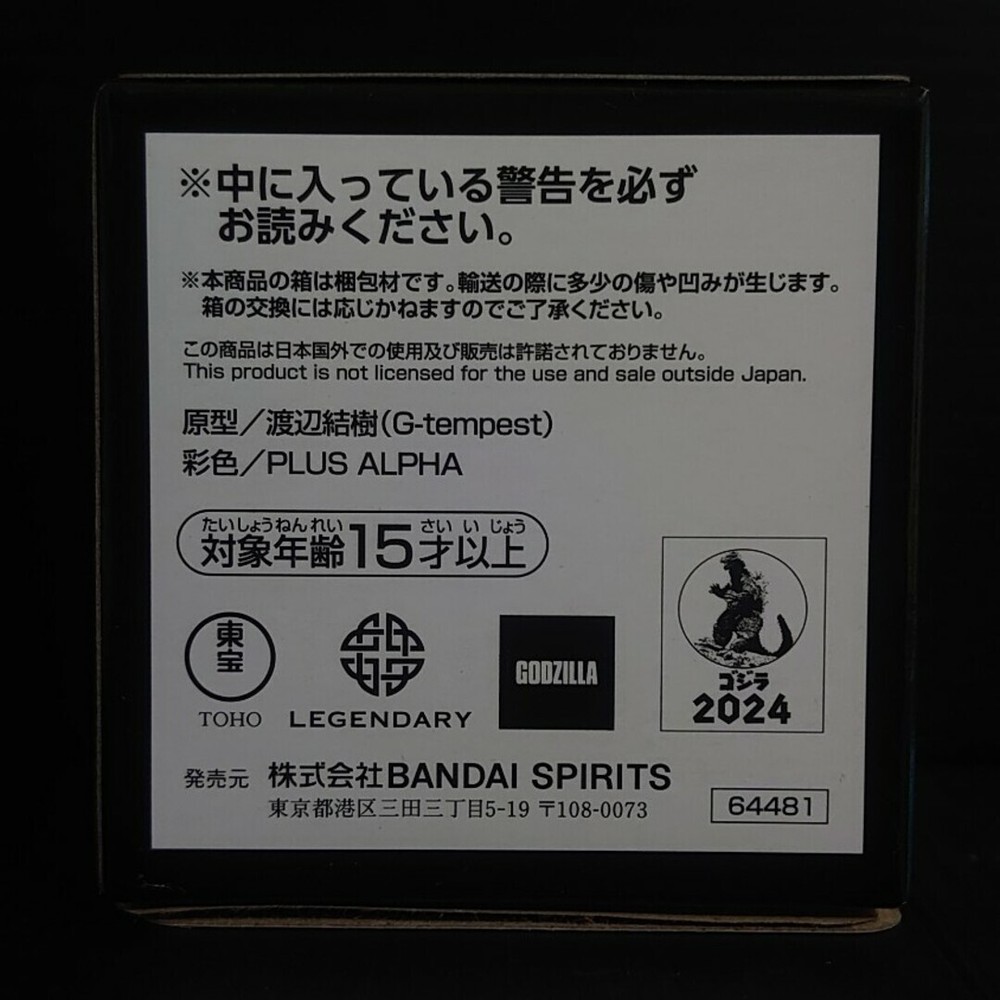 ※中に入っている警告を必ず
お読みください。
※本商品の箱は梱包材です。輸送の際に多少の傷や凹みが生じます。
箱の交換には応じかねますのでご了承ください。
この商品は日本国外での使用及び販売は許諾されておりません。
This product is not licensed for the use and sale outside Japan.
原型／渡辺結樹(G-tempest)
彩色／PLUS ALPHA
たいしょうねんれい さい い じょう
対象年齢15才以上
東宝
TOHO
LEGENDARY
GODZILLA
ゴジラ
2024
発売元 株式会社BANDAI SPIRITS
東京都港区三田三丁目5-19 〒108-0073
64481